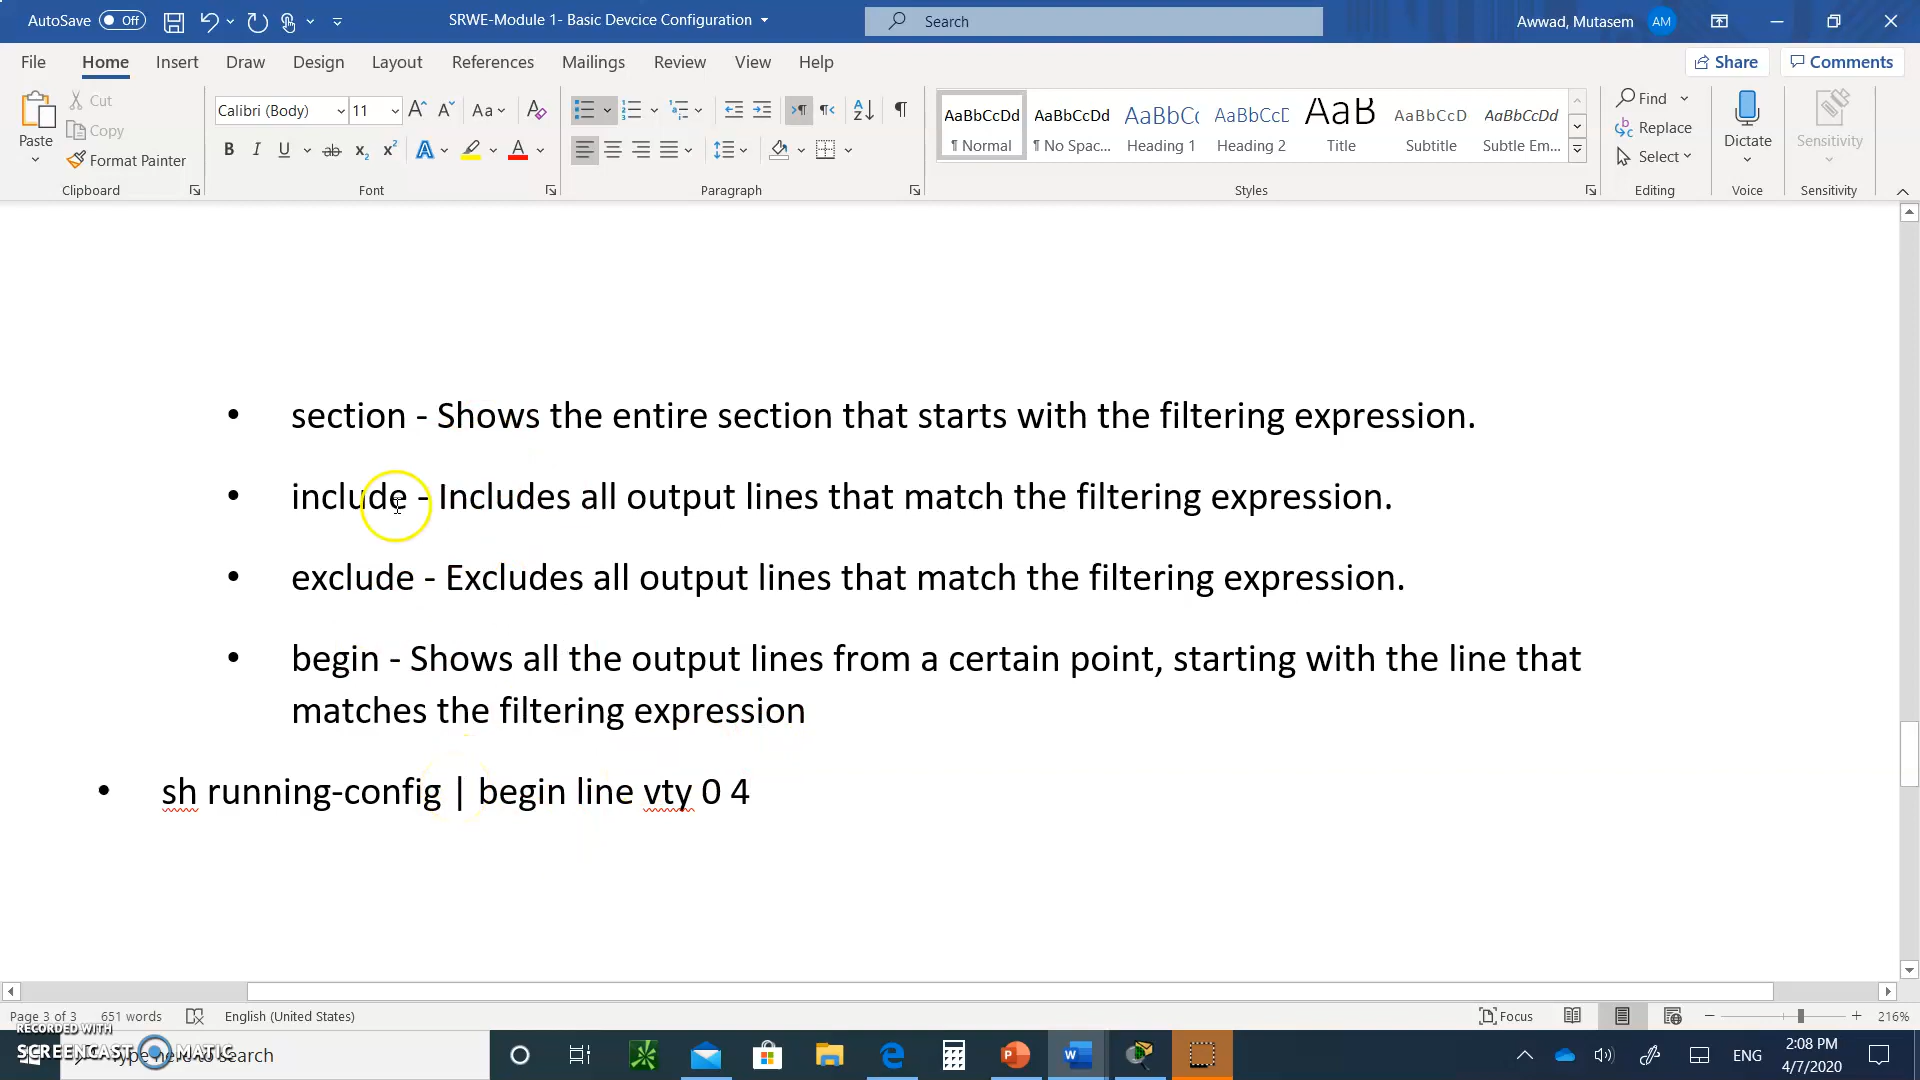 AutoSave Off SRWE-Module 1- Basic Devcice Configuration Search Awwad, Mutasem AM
File Home Insert Draw Design Layout References Mailings Review View Help Share Comments
Cut
Copy
Paste
Format Painter
Clipboard
Calibri (Body) 11
Font
Paragraph
AaBbCcDd AaBbCcDd AaBbCc AaBbCcE AaB AaBbCcD AaBbCcDd
¶ Normal ¶ No Spac... Heading 1 Heading 2 Title Subtitle Subtle Em...
Styles
Find
Replace
Select
Editing
Dictate
Voice
Sensitivity
Sensitivity
• section - Shows the entire section that starts with the filtering expression.
• include - Includes all output lines that match the filtering expression.
• exclude - Excludes all output lines that match the filtering expression.
• begin - Shows all the output lines from a certain point, starting with the line that
matches the filtering expression
• sh running-config | begin line vty 0 4
Page 3 of 3 651 words English (United States) Focus 216%
RECORDED WITH
SCREENCAST MATIC
Type here to search
ENG 2:08 PM
4/7/2020